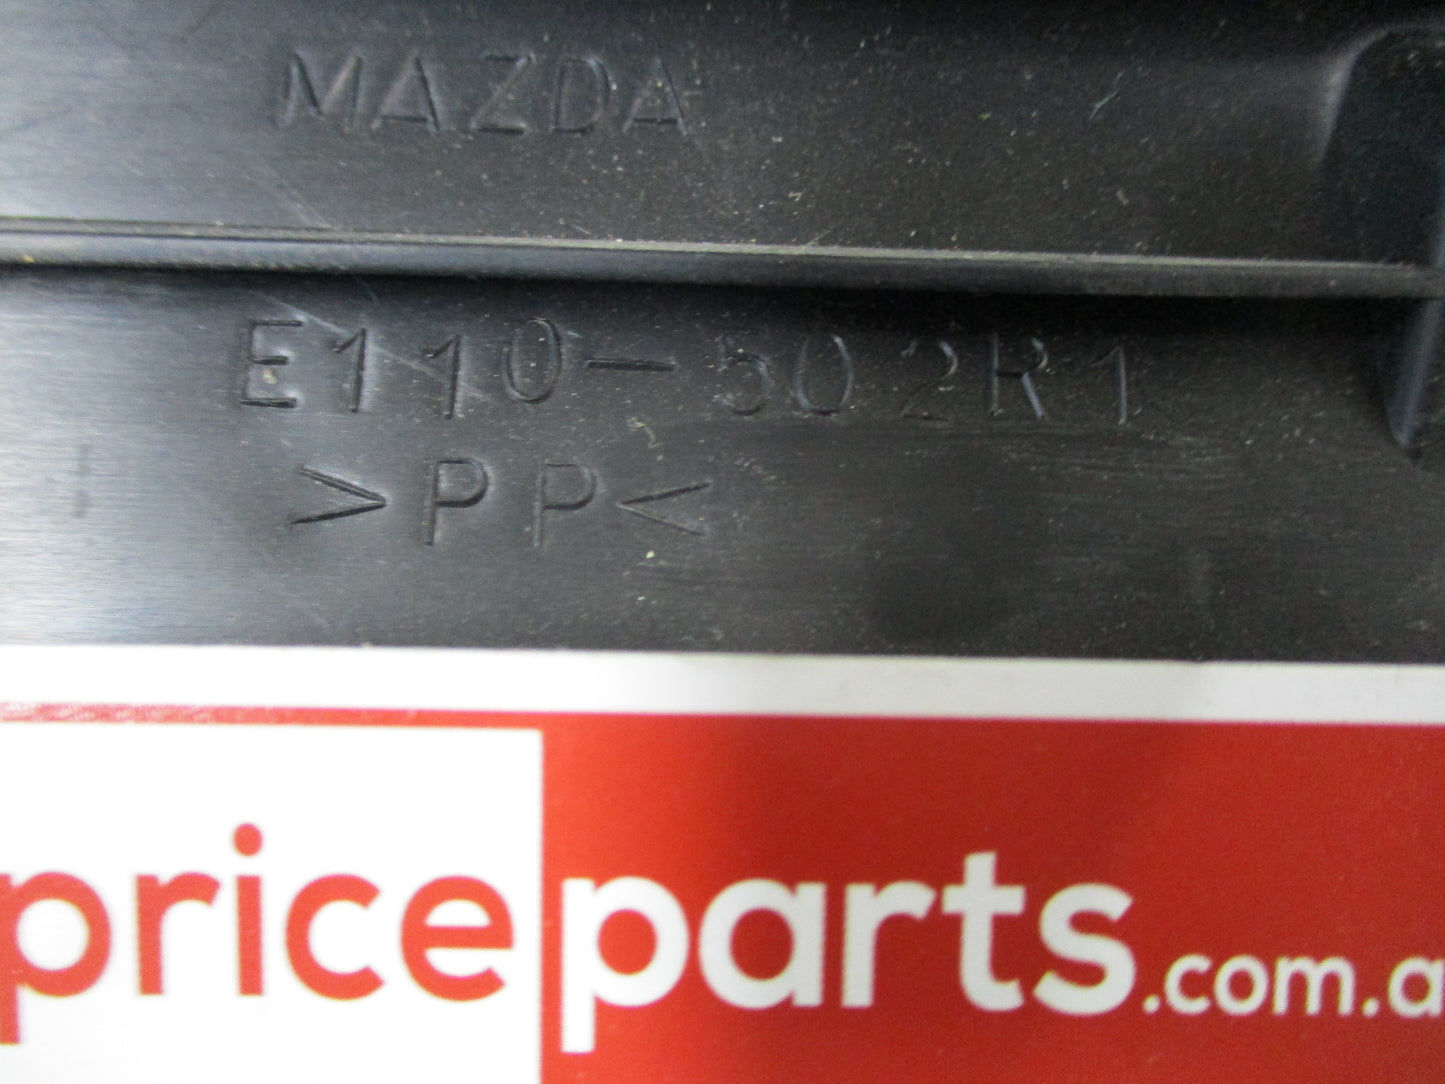 MAZDA
E110-502R1
>PP<
priceparts.com.a